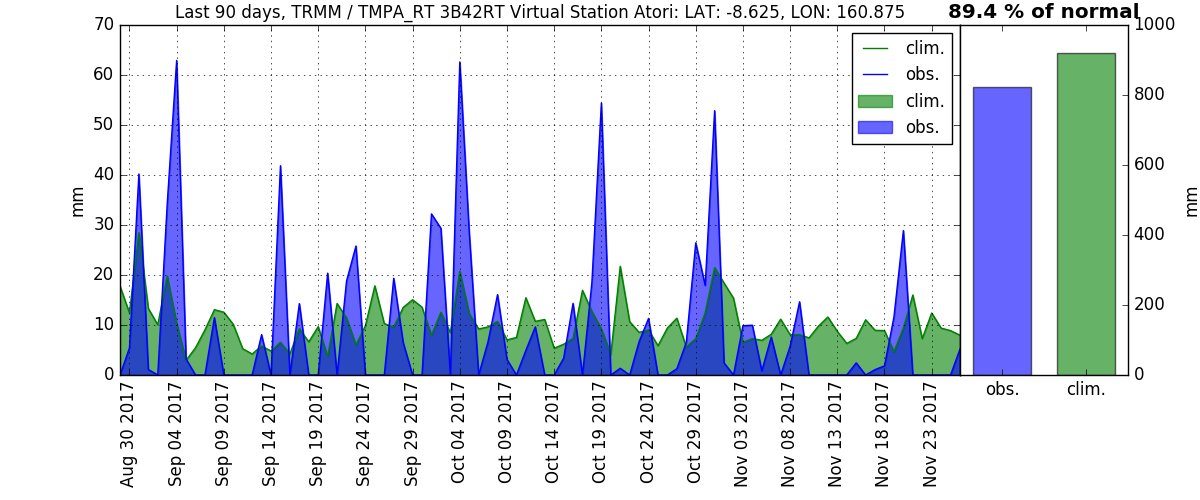 Last 90 days, TRMM / TMPA_RT 3B42RT Virtual Station Atori: LAT: -8.625, LON: 160.875
89.4 % of normal
70
60
50
40
30
20
10
0
mm
clim.
obs.
clim.
obs.
1000
800
600
400
200
0
mm
obs.
clim.
Aug 30 2017
Sep 04 2017
Sep 09 2017
Sep 14 2017
Sep 19 2017
Sep 24 2017
Sep 29 2017
Oct 04 2017
Oct 09 2017
Oct 14 2017
Oct 19 2017
Oct 24 2017
Oct 29 2017
Nov 03 2017
Nov 08 2017
Nov 13 2017
Nov 18 2017
Nov 23 2017